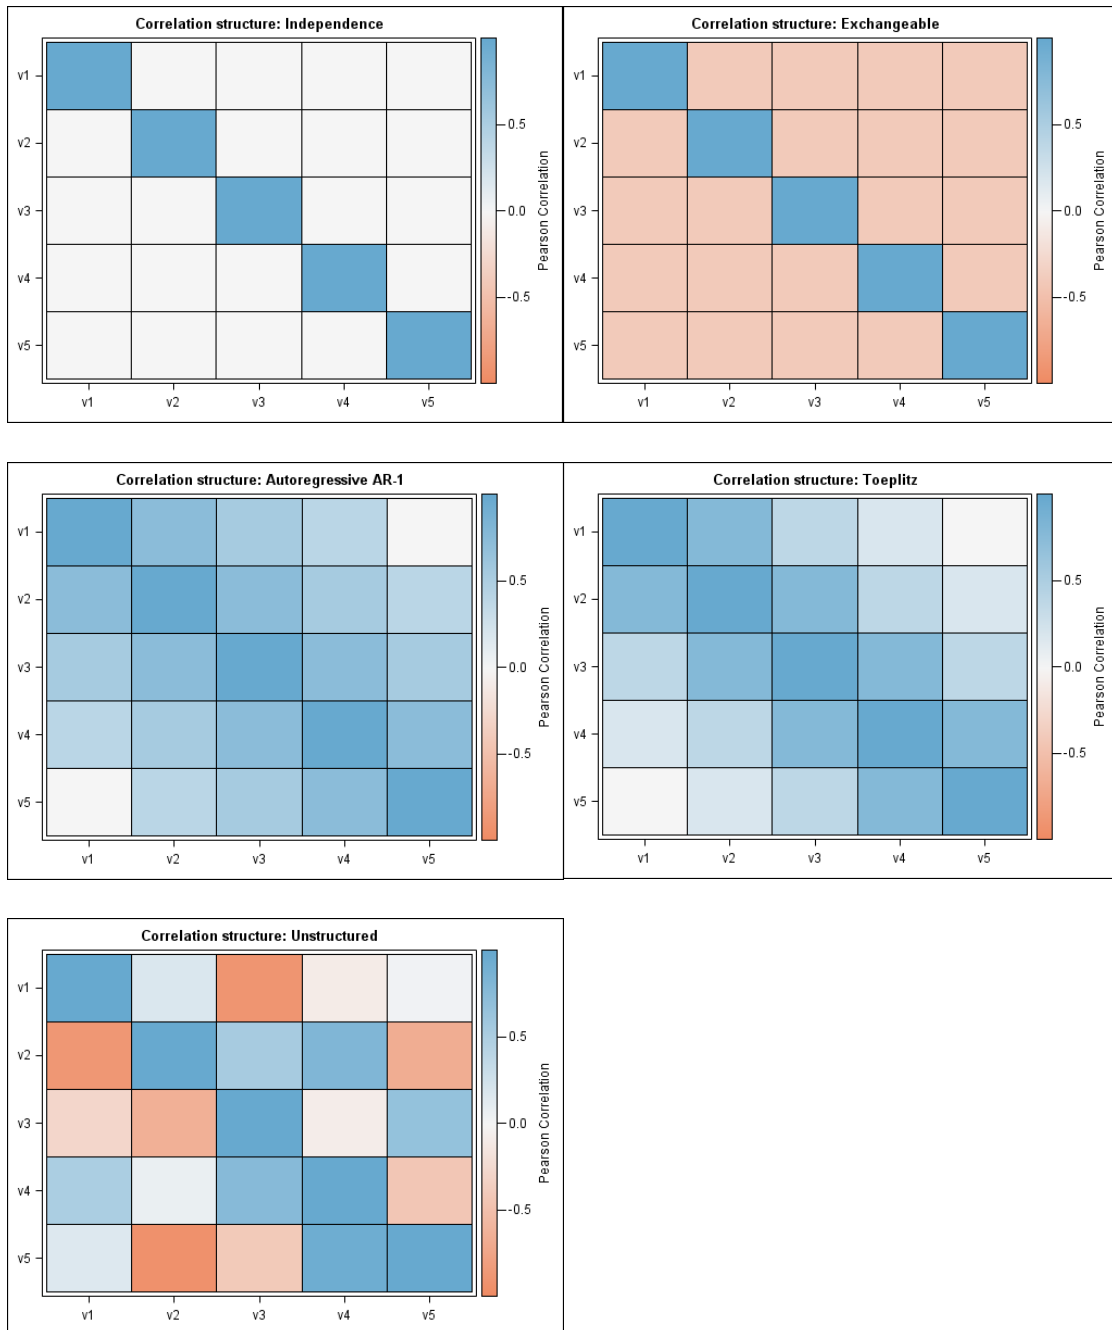 Correlation structure: Independence
v1
v2
v3
v4
v5
v1 v2 v3 v4 v5
0.5
0.0
-0.5
Pearson Correlation
Correlation structure: Exchangeable
v1
v2
v3
v4
v5
v1 v2 v3 v4 v5
0.5
0.0
-0.5
Pearson Correlation
Correlation structure: Autoregressive AR-1
v1
v2
v3
v4
v5
v1 v2 v3 v4 v5
0.5
0.0
-0.5
Pearson Correlation
Correlation structure: Toeplitz
v1
v2
v3
v4
v5
v1 v2 v3 v4 v5
0.5
0.0
-0.5
Pearson Correlation
Correlation structure: Unstructured
v1
v2
v3
v4
v5
v1 v2 v3 v4 v5
0.5
0.0
-0.5
Pearson Correlation